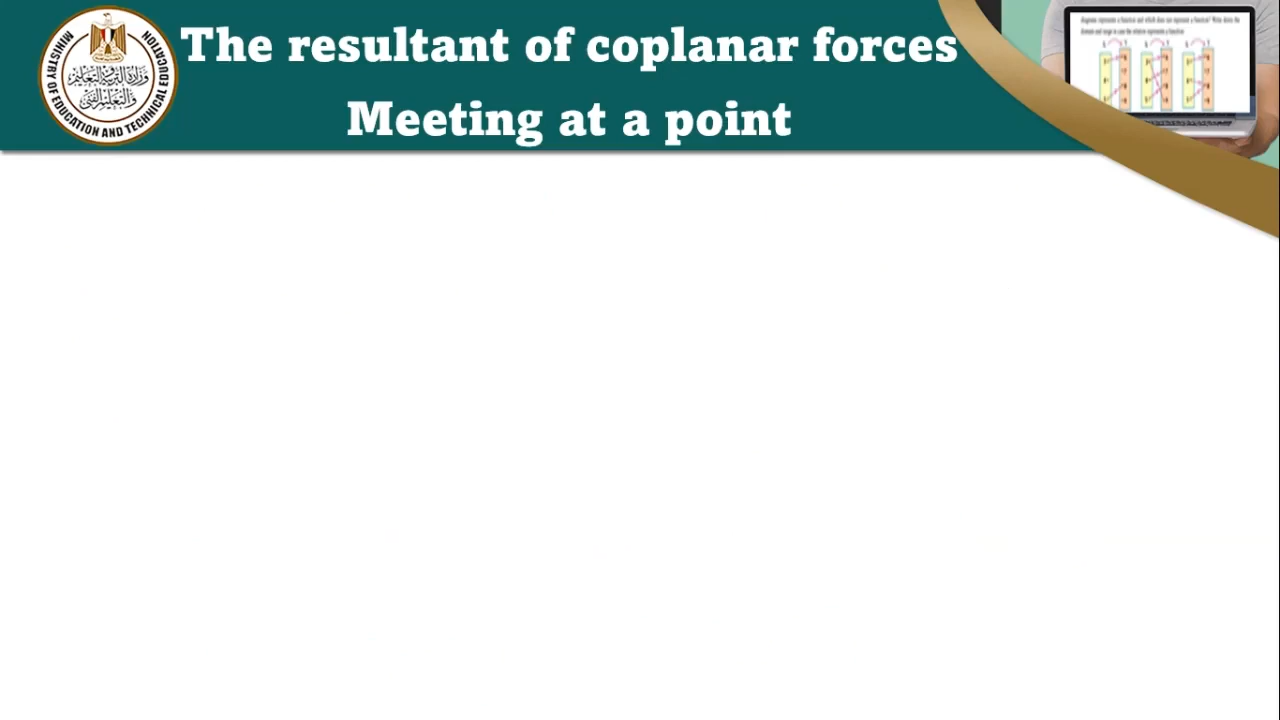 The resultant of coplanar forces
Meeting at a point
MINISTRY OF EDUCATION AND TECHNICAL EDUCATION
وزارة التربية والتعليم
والتعليم الفني